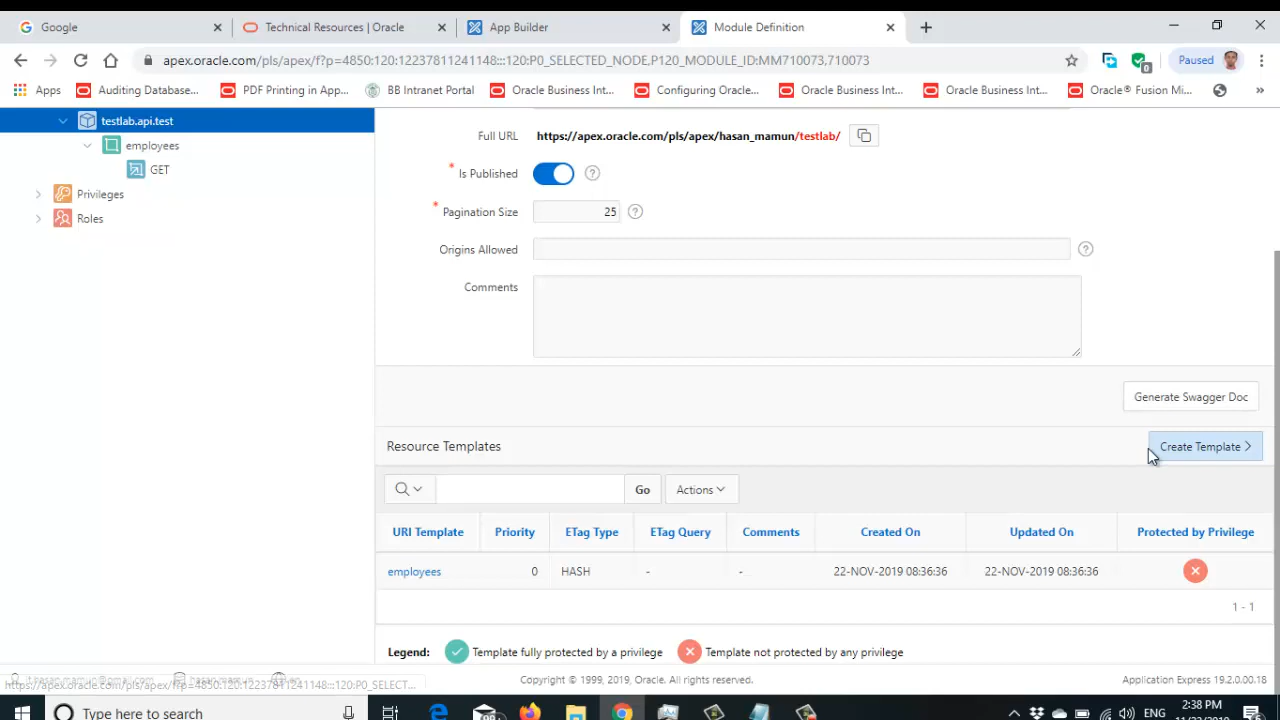 Google
Technical Resources | Oracle
App Builder
Module Definition
apex.oracle.com/pls/apex/f?p=4850:120:12237811241148:::120:P0_SELECTED_NODE,P120_MODULE_ID:MM710073,710073
Paused
Apps
Auditing Database...
PDF Printing in App...
BB Intranet Portal
Oracle Business Int...
Configuring Oracle...
Oracle Business Int...
Oracle Business Int...
Oracle® Fusion Mi...
»
testlab.api.test
employees
GET
Privileges
Roles
Full URL https://apex.oracle.com/pls/apex/hasan_mamun/testlab/
* Is Published
* Pagination Size 25
Origins Allowed
Comments
Generate Swagger Doc
Resource Templates
Create Template >
Go
Actions
URI Template Priority ETag Type ETag Query Comments Created On Updated On Protected by Privilege
employees 0 HASH - - 22-NOV-2019 08:36:36 22-NOV-2019 08:36:36
1 - 1
Legend: Template fully protected by a privilege Template not protected by any privilege
https://apex.oracle.com/pls/apex/f?p=4850:120:12237811241148:::120:P0_SELECT...
Copyright © 1999, 2019, Oracle. All rights reserved.
Application Express 19.2.0.00.18
Type here to search
ENG
2:38 PM